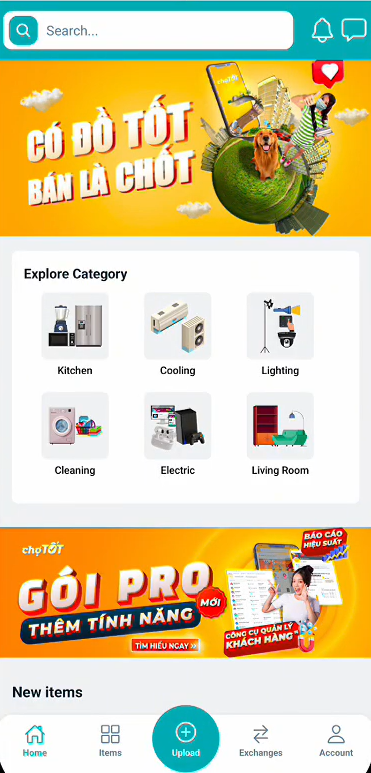 Search...
chợTỐT
CÓ ĐỒ TỐT
BÁN LÀ CHỐT
Explore Category
Kitchen
Cooling
Lighting
Cleaning
Electric
Living Room
chợTỐT
BÁO CÁO
HIỆU SUẤT
GÓI PRO
MỚI
THÊM TÍNH NĂNG
CÔNG CỤ QUẢN LÝ
KHÁCH HÀNG
TÌM HIỂU NGAY >>
New items
Home
Items
Upload
Exchanges
Account